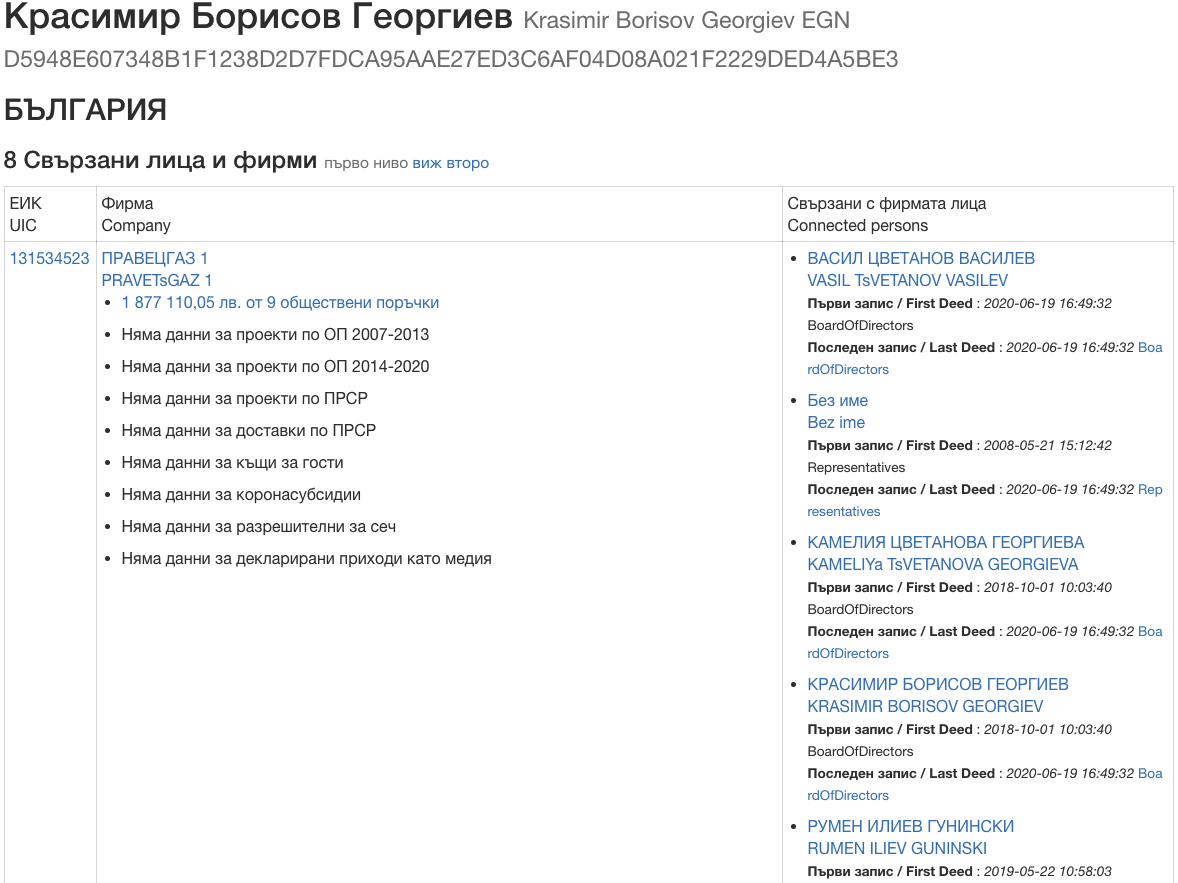 Красимир Борисов Георгиев Krasimir Borisov Georgiev EGN
D5948E607348B1F1238D2D7FDCA95AAE27ED3C6AF04D08A021F2229DED4A5BE3
БЪЛГАРИЯ
8 Свързани лица и фирми първо ниво виж второ
ЕИК
UIC
Фирма
Company
Свързани с фирмата лица
Connected persons
131534523
ПРАВЕЦГАЗ 1
PRAVETsGAZ 1
• 1 877 110,05 лв. от 9 обществени поръчки
• Няма данни за проекти по ОП 2007-2013
• Няма данни за проекти по ОП 2014-2020
• Няма данни за проекти по ПРСР
• Няма данни за доставки по ПРСР
• Няма данни за къщи за гости
• Няма данни за коронасубсидии
• Няма данни за разрешителни за сеч
• Няма данни за декларирани приходи като медия
• ВАСИЛ ЦВЕТАНОВ ВАСИЛЕВ
VASIL TsVETANOV VASILEV
Първи запис / First Deed : 2020-06-19 16:49:32
BoardOfDirectors
Последен запис / Last Deed : 2020-06-19 16:49:32 Boa
rdOfDirectors
• Без име
Bez ime
Първи запис / First Deed : 2008-05-21 15:12:42
Representatives
Последен запис / Last Deed : 2020-06-19 16:49:32 Rep
resentatives
• КАМЕЛИЯ ЦВЕТАНОВА ГЕОРГИЕВА
KAMELIYa TsVETANOVA GEORGIEVA
Първи запис / First Deed : 2018-10-01 10:03:40
BoardOfDirectors
Последен запис / Last Deed : 2020-06-19 16:49:32 Boa
rdOfDirectors
• КРАСИМИР БОРИСОВ ГЕОРГИЕВ
KRASIMIR BORISOV GEORGIEV
Първи запис / First Deed : 2018-10-01 10:03:40
BoardOfDirectors
Последен запис / Last Deed : 2020-06-19 16:49:32 Boa
rdOfDirectors
• РУМЕН ИЛИЕВ ГУНИНСКИ
RUMEN ILIEV GUNINSKI
Първи запис / First Deed : 2019-05-22 10:58:03